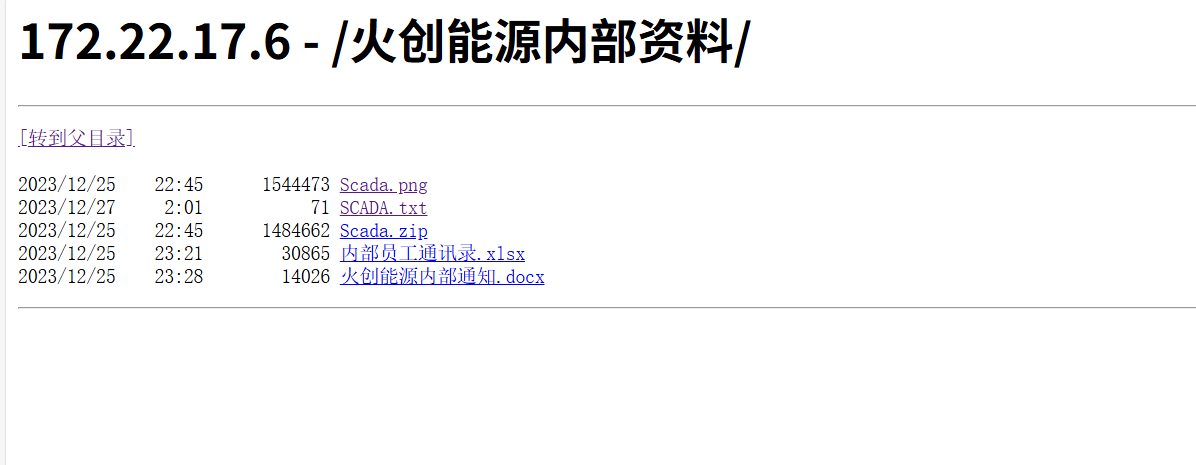 172.22.17.6 - /火创能源内部资料/
[转到父目录]
2023/12/25 22:45 1544473 Scada.png
2023/12/27 2:01 71 SCADA.txt
2023/12/25 22:45 1484662 Scada.zip
2023/12/25 23:21 30865 内部员工通讯录.xlsx
2023/12/25 23:28 14026 火创能源内部通知.docx